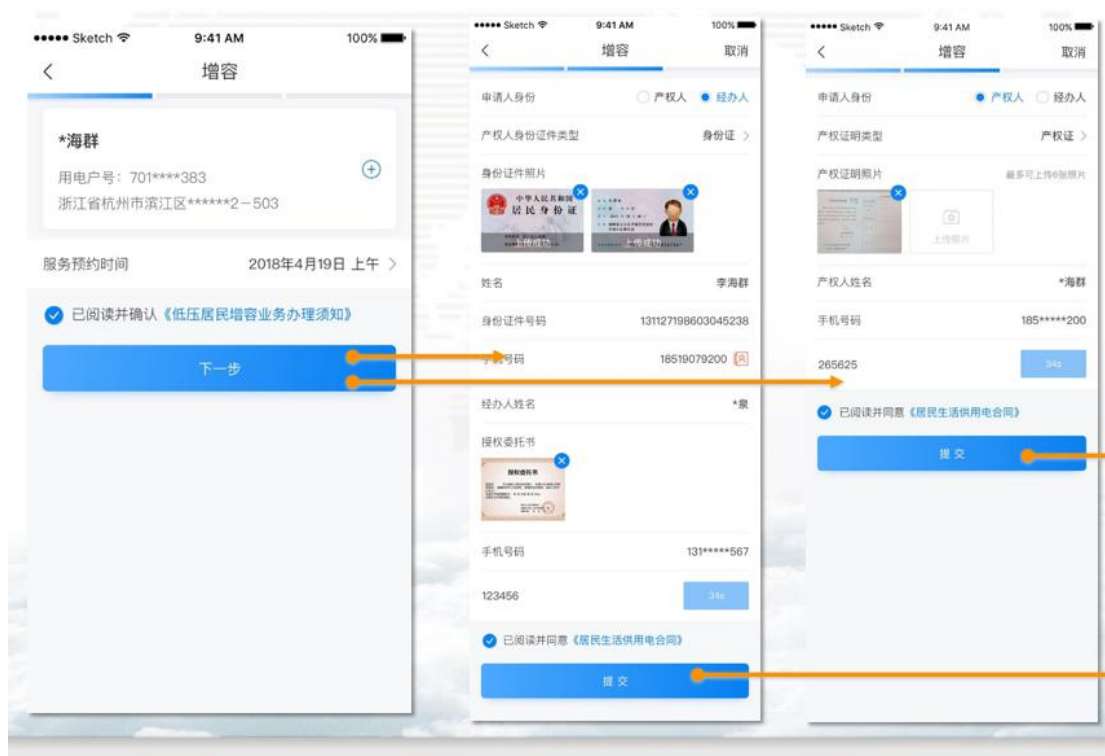 Sketch 9:41 AM 100%
增容
*海群
用电户号：701****383
浙江省杭州市滨江区******2－503
服务预约时间 2018年4月19日 上午
已阅读并确认《低压居民增容业务办理须知》
下一步
Sketch 9:41 AM 100%
增容 取消
申请人身份 产权人 经办人
产权人身份证件类型 身份证
身份证件照片
中华人民共和国
居民身份证
上传成功 上传成功
姓名 李海群
身份证件号码 131127198603045238
手机号码 18519079200
经办人姓名 *泉
授权委托书
授权委托书
手机号码 131*****567
123456 34s
已阅读并同意《居民生活供用电合同》
提交
Sketch 9:41 AM 100%
增容 取消
申请人身份 产权人 经办人
产权证明类型 产权证
产权证明照片 最多可上传6张照片
上传照片
产权人姓名 *海群
手机号码 185*****200
265625 34s
已阅读并同意《居民生活供用电合同》
提交